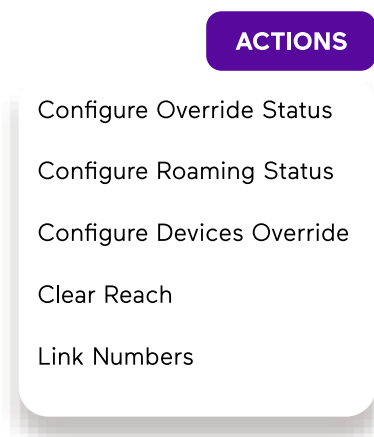 ACTIONS
Configure Override Status
Configure Roaming Status
Configure Devices Override
Clear Reach
Link Numbers